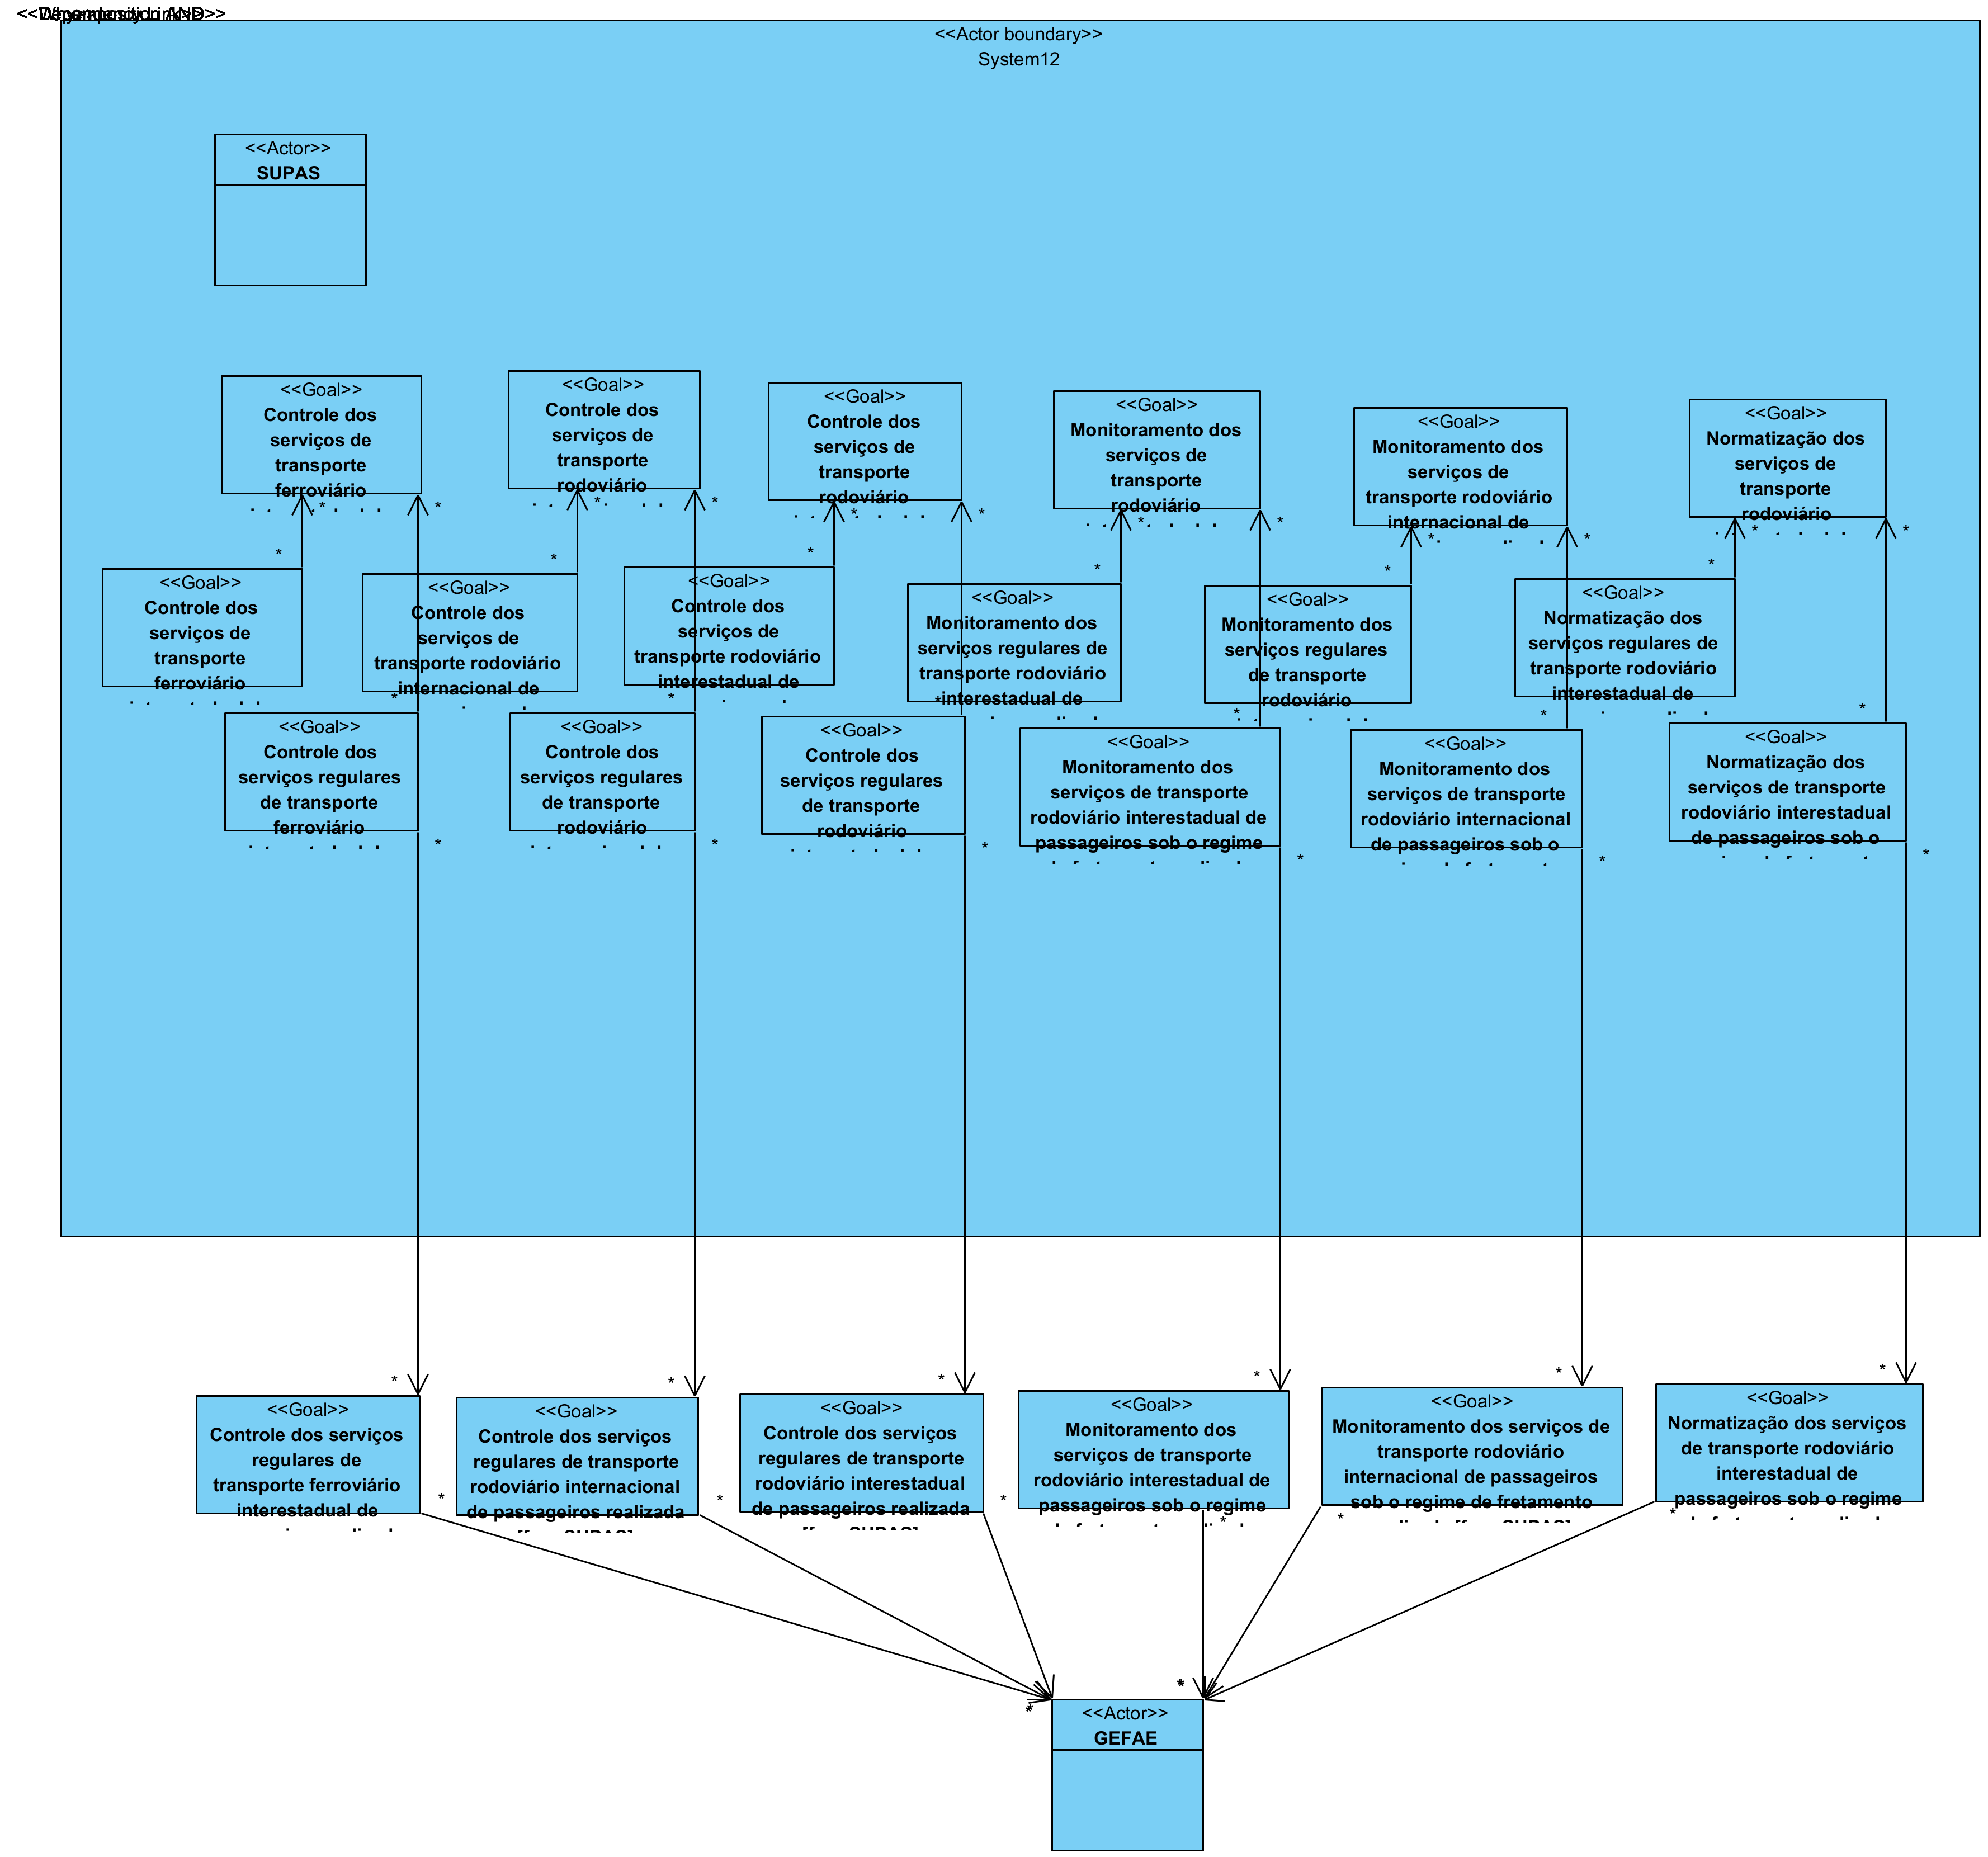 <<Actor boundary>>
System12
<<Actor>>
SUPAS
<<Goal>>
Controle dos
serviços de
transporte
ferroviário
<<Goal>>
Controle dos
serviços de
transporte
rodoviário
<<Goal>>
Controle dos
serviços de
transporte
rodoviário
<<Goal>>
Monitoramento dos
serviços de
transporte
rodoviário
<<Goal>>
Monitoramento dos
serviços de
transporte rodoviário
internacional de
<<Goal>>
Normatização dos
serviços de
transporte
rodoviário
<<Goal>>
Controle dos
serviços de
transporte
ferroviário
<<Goal>>
Controle dos
serviços de
transporte rodoviário
internacional de
<<Goal>>
Controle dos
serviços de
transporte rodoviário
interestadual de
<<Goal>>
Monitoramento dos
serviços regulares de
transporte rodoviário
interestadual de
<<Goal>>
Monitoramento dos
serviços regulares
de transporte
rodoviário
<<Goal>>
Normatização dos
serviços regulares de
transporte rodoviário
interestadual de
<<Goal>>
Controle dos
serviços regulares
de transporte
ferroviário
<<Goal>>
Controle dos
serviços regulares
de transporte
rodoviário
<<Goal>>
Controle dos
serviços regulares
de transporte
rodoviário
<<Goal>>
Monitoramento dos
serviços de transporte
rodoviário interestadual de
passageiros sob o regime
<<Goal>>
Monitoramento dos
serviços de transporte
rodoviário internacional
de passageiros sob o
<<Goal>>
Normatização dos
serviços de transporte
rodoviário interestadual
de passageiros sob o
<<Goal>>
Controle dos serviços
regulares de
transporte ferroviário
interestadual de
<<Goal>>
Controle dos serviços
regulares de transporte
rodoviário internacional
de passageiros realizada
<<Goal>>
Controle dos serviços
regulares de transporte
rodoviário interestadual
de passageiros realizada
<<Goal>>
Monitoramento dos
serviços de transporte
rodoviário interestadual de
passageiros sob o regime
<<Goal>>
Monitoramento dos serviços de
transporte rodoviário
internacional de passageiros
sob o regime de fretamento
<<Goal>>
Normatização dos serviços
de transporte rodoviário
interestadual de
passageiros sob o regime
<<Actor>>
GEFAE